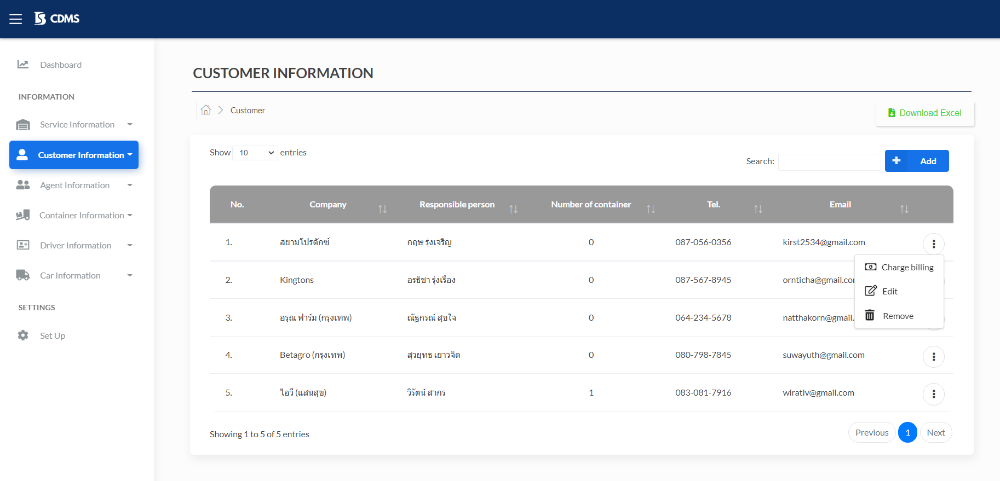 CDMS
Dashboard
INFORMATION
Service Information
Customer Information
Agent Information
Container Information
Driver Information
Car Information
SETTINGS
Set Up
CUSTOMER INFORMATION
Customer
Download Excel
Show 10 entries
Search:
Add
No. Company Responsible person Number of container Tel. Email
1. สยามโปรดักซ์ กฤษ รุ่งเจริญ 0 087-056-0356 kirst2534@gmail.com
Charge billing
Edit
Remove
2. Kingtons อรธิชา รุ่งเรือง 0 087-567-8945
3. อรุณ ฟาร์ม (กรุงเทพ) ณัฐกรณ์ สุขใจ 0 064-234-5678
4. Betagro (กรุงเทพ) สุวยุทธ เยาวจิต 0 080-798-7845 suwayuth@gmail.com
5. ไอวี (แสนสุข) วิรัตน์ สากร 1 083-081-7916 wirativ@gmail.com
Showing 1 to 5 of 5 entries
Previous 1 Next